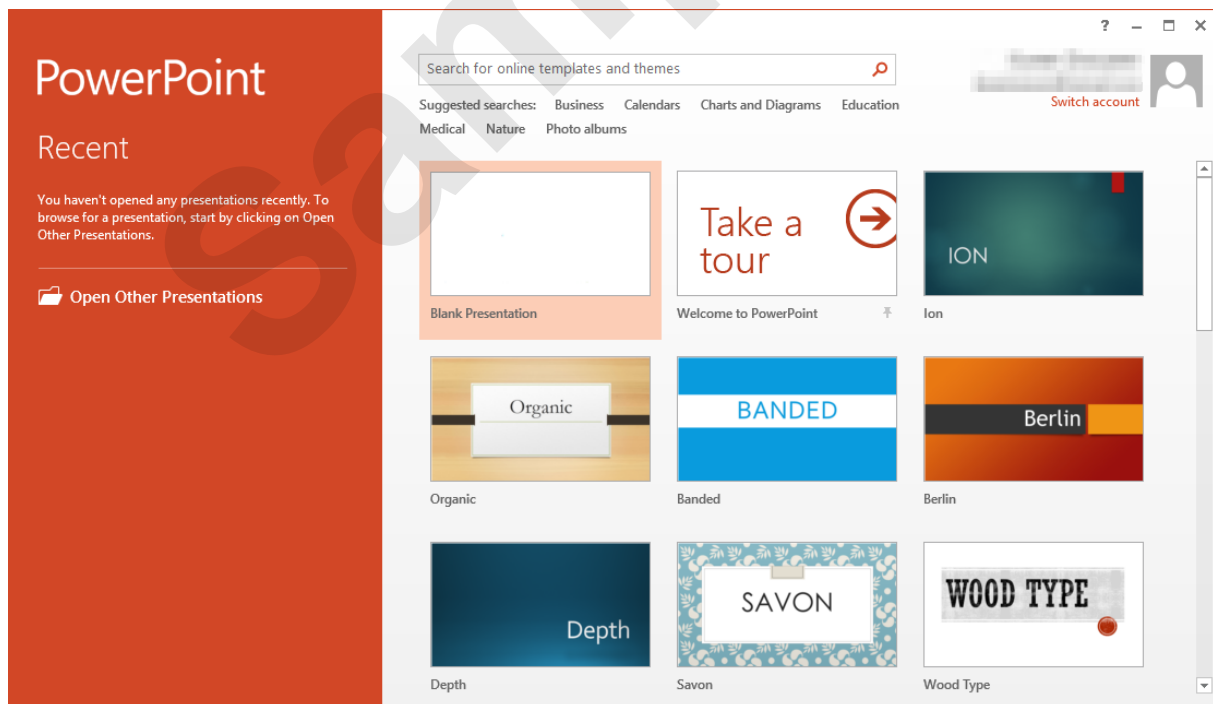 PowerPoint
Recent
You haven't opened any presentations recently. To
browse for a presentation, start by clicking on Open
Other Presentations.
Open Other Presentations
?
Search for online templates and themes
Switch account
Suggested searches: Business Calendars Charts and Diagrams Education
Medical Nature Photo albums
Blank Presentation
Take a
tour
Welcome to PowerPoint
ION
Ion
Organic
Organic
BANDED
Banded
Berlin
Berlin
Depth
Depth
SAVON
Savon
WOOD TYPE
Wood Type
Sam